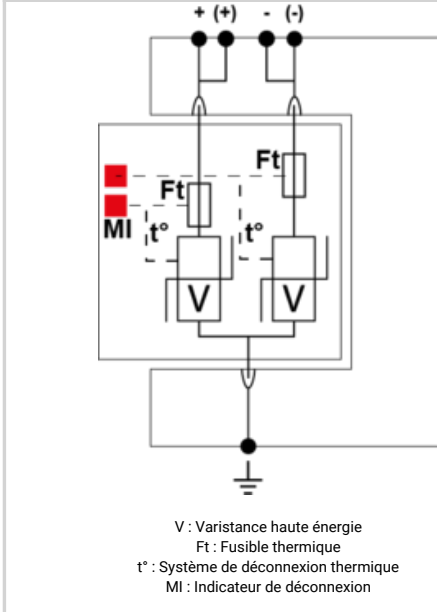 + (+) - (-)
Ft
Ft
MI t° t°
V V
V : Varistance haute énergie
Ft : Fusible thermique
t° : Système de déconnexion thermique
MI : Indicateur de déconnexion